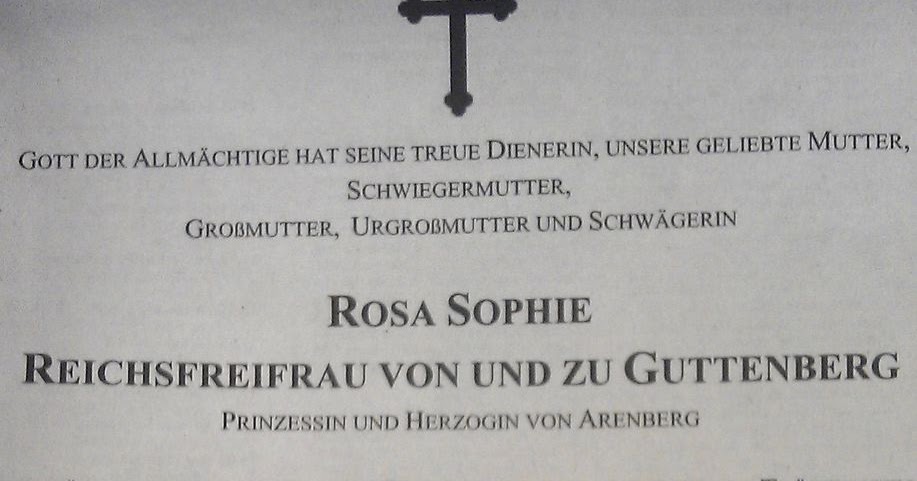 GOTT DER ALLMÄCHTIGE HAT SEINE TREUE DIENERIN, UNSERE GELIEBTE MUTTER,
SCHWIEGERMUTTER,
GROßMUTTER, URGROßMUTTER UND SCHWÄGERIN
ROSA SOPHIE
REICHSFREIFRAU VON UND ZU GUTTENBERG
PRINZESSIN UND HERZOGIN VON ARENBERG